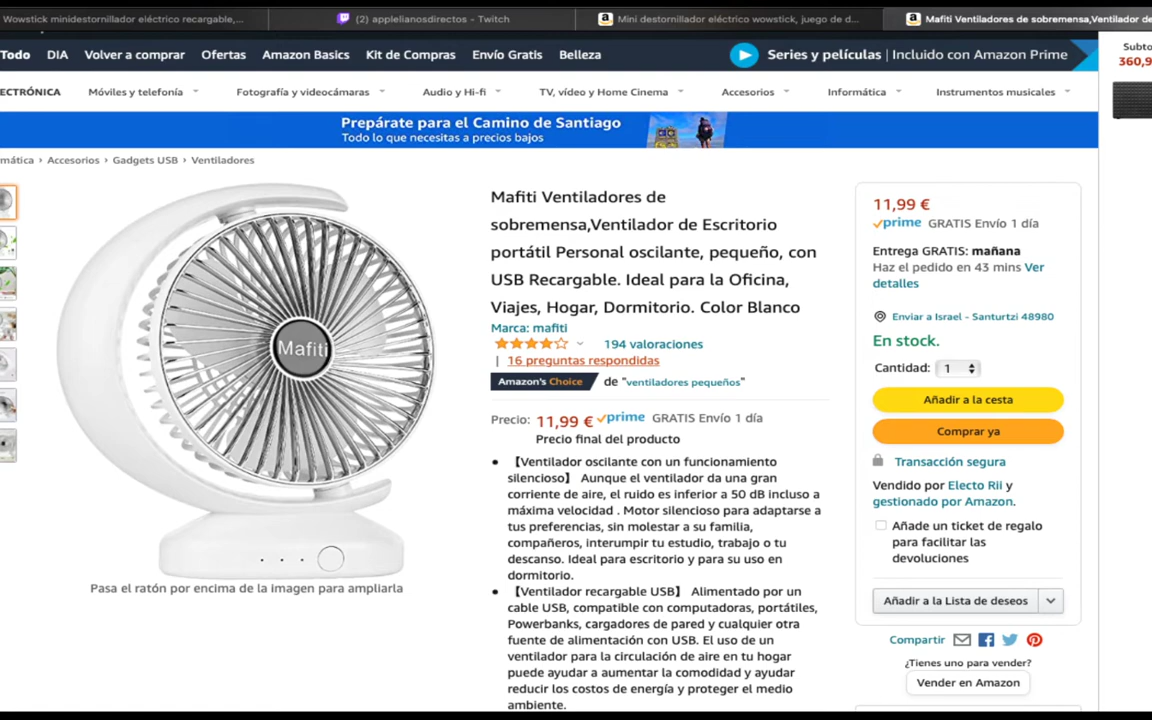 Wowstick minidestornillador eléctrico recargable,...
(2) applelianosdirectos - Twitch
Mini destornillador eléctrico wowstick, juego de d...
Mafiti Ventiladores de sobremensa,Ventilador de
Todo DIA Volver a comprar Ofertas Amazon Basics Kit de Compras Envío Gratis Belleza
Series y películas | Incluido con Amazon Prime
Subto
360,9
ECTRÓNICA Móviles y telefonía Fotografía y videocámaras Audio y Hi-fi TV, vídeo y Home Cinema Accesorios Informática Instrumentos musicales
Prepárate para el Camino de Santiago
Todo lo que necesitas a precios bajos
mática › Accesorios › Gadgets USB › Ventiladores
Mafiti
Pasa el ratón por encima de la imagen para ampliarla
Mafiti Ventiladores de
sobremensa,Ventilador de Escritorio
portátil Personal oscilante, pequeño, con
USB Recargable. Ideal para la Oficina,
Viajes, Hogar, Dormitorio. Color Blanco
Marca: mafiti
194 valoraciones
| 16 preguntas respondidas
Amazon's Choice de "ventiladores pequeños"
Precio: 11,99 € prime GRATIS Envío 1 día
Precio final del producto
• 【Ventilador oscilante con un funcionamiento
silencioso】 Aunque el ventilador da una gran
corriente de aire, el ruido es inferior a 50 dB incluso a
máxima velocidad . Motor silencioso para adaptarse a
tus preferencias, sin molestar a su familia,
compañeros, interumpir tu estudio, trabajo o tu
descanso. Ideal para escritorio y para su uso en
dormitorio.
• 【Ventilador recargable USB】 Alimentado por un
cable USB, compatible con computadoras, portátiles,
Powerbanks, cargadores de pared y cualquier otra
fuente de alimentación con USB. El uso de un
ventilador para la circulación de aire en tu hogar
puede ayudar a aumentar la comodidad y ayudar
reducir los costos de energía y proteger el medio
ambiente.
11,99 €
prime GRATIS Envío 1 día
Entrega GRATIS: mañana
Haz el pedido en 43 mins Ver
detalles
Enviar a Israel - Santurtzi 48980
En stock.
Cantidad: 1
Añadir a la cesta
Comprar ya
Transacción segura
Vendido por Electo Rii y
gestionado por Amazon.
Añade un ticket de regalo
para facilitar las
devoluciones
Añadir a la Lista de deseos
Compartir
¿Tienes uno para vender?
Vender en Amazon